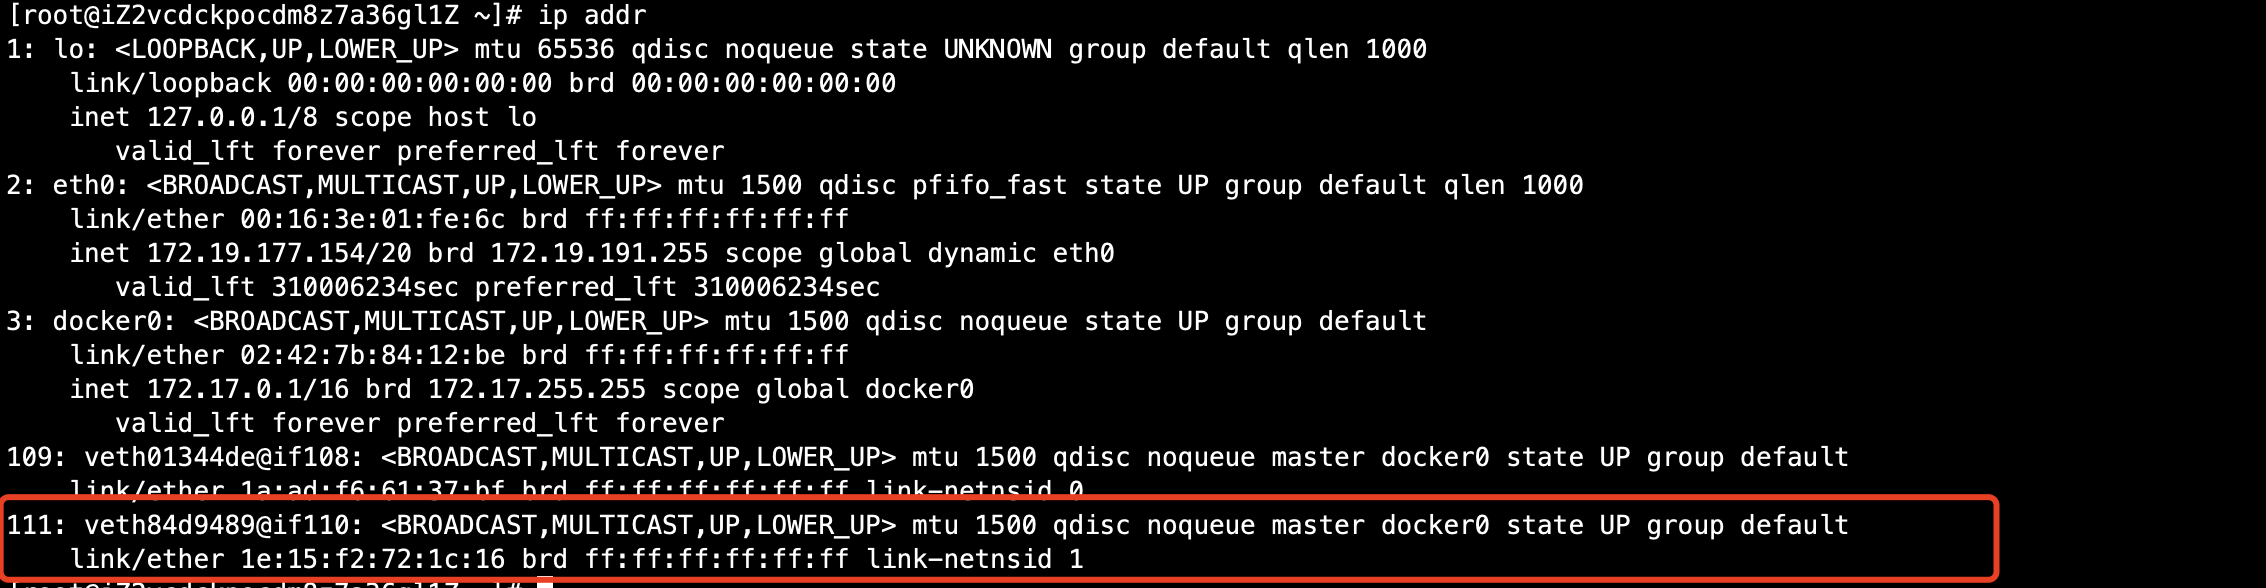 [root@iZ2vcdckpocdm8z7a36gl1Z ~]# ip addr
1: lo: <LOOPBACK,UP,LOWER_UP> mtu 65536 qdisc noqueue state UNKNOWN group default qlen 1000
    link/loopback 00:00:00:00:00:00 brd 00:00:00:00:00:00
    inet 127.0.0.1/8 scope host lo
       valid_lft forever preferred_lft forever
2: eth0: <BROADCAST,MULTICAST,UP,LOWER_UP> mtu 1500 qdisc pfifo_fast state UP group default qlen 1000
    link/ether 00:16:3e:01:fe:6c brd ff:ff:ff:ff:ff:ff
    inet 172.19.177.154/20 brd 172.19.191.255 scope global dynamic eth0
       valid_lft 310006234sec preferred_lft 310006234sec
3: docker0: <BROADCAST,MULTICAST,UP,LOWER_UP> mtu 1500 qdisc noqueue state UP group default
    link/ether 02:42:7b:84:12:be brd ff:ff:ff:ff:ff:ff
    inet 172.17.0.1/16 brd 172.17.255.255 scope global docker0
       valid_lft forever preferred_lft forever
109: veth01344de@if108: <BROADCAST,MULTICAST,UP,LOWER_UP> mtu 1500 qdisc noqueue master docker0 state UP group default
    link/ether 1a:ad:f6:61:37:bf brd ff:ff:ff:ff:ff:ff link-netnsid 0
111: veth84d9489@if110: <BROADCAST,MULTICAST,UP,LOWER_UP> mtu 1500 qdisc noqueue master docker0 state UP group default
    link/ether 1e:15:f2:72:1c:16 brd ff:ff:ff:ff:ff:ff link-netnsid 1
[root@iZ2vcdckpocdm8z7a36gl1Z ~]#